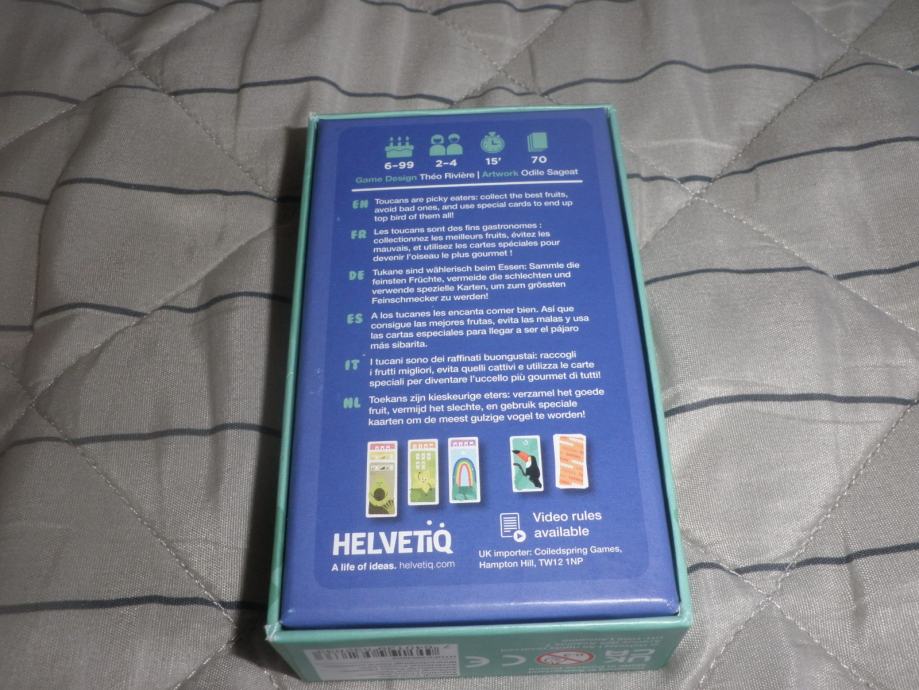 6–99 2–4 15' 70
Game Design Théo Rivière | Artwork Odile Sageat
EN Toucans are picky eaters: collect the best fruits,
avoid bad ones, and use special cards to end up
top bird of them all!
FR Les toucans sont des fins gastronomes :
collectionnez les meilleurs fruits, évitez les
mauvais, et utilisez les cartes spéciales pour
devenir l'oiseau le plus gourmet !
DE Tukane sind wählerisch beim Essen: Sammle die
feinsten Früchte, vermeide die schlechten und
verwende spezielle Karten, um zum grössten
Feinschmecker zu werden!
ES A los tucanes les encanta comer bien. Así que
consigue las mejores frutas, evita las malas y usa
las cartas especiales para llegar a ser el pájaro
más sibarita.
IT I tucani sono dei raffinati buongustai: raccogli
i frutti migliori, evita quelli cattivi e utilizza le carte
speciali per diventare l'uccello più gourmet di tutti!
NL Toekans zijn kieskeurige eters: verzamel het goede
fruit, vermijd het slechte, en gebruik speciale
kaarten om de meest gulzige vogel te worden!
HELVETIQ
A life of ideas. helvetiq.com
Video rules
available
UK importer: Coiledspring Games,
Hampton Hill, TW12 1NP
CE
UK
CA